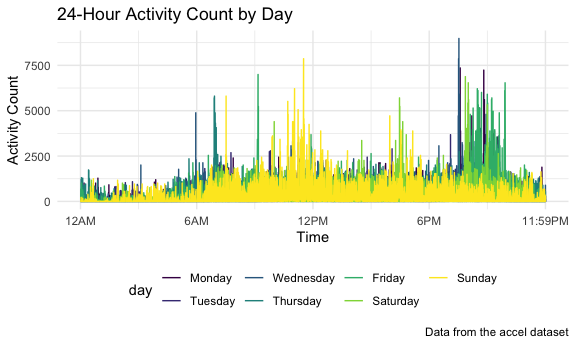 24-Hour Activity Count by Day
Activity Count
7500
5000
2500
0
12AM 6AM 12PM 6PM 11:59PM
Time
day
Monday Wednesday Friday Sunday
Tuesday Thursday Saturday
Data from the accel dataset